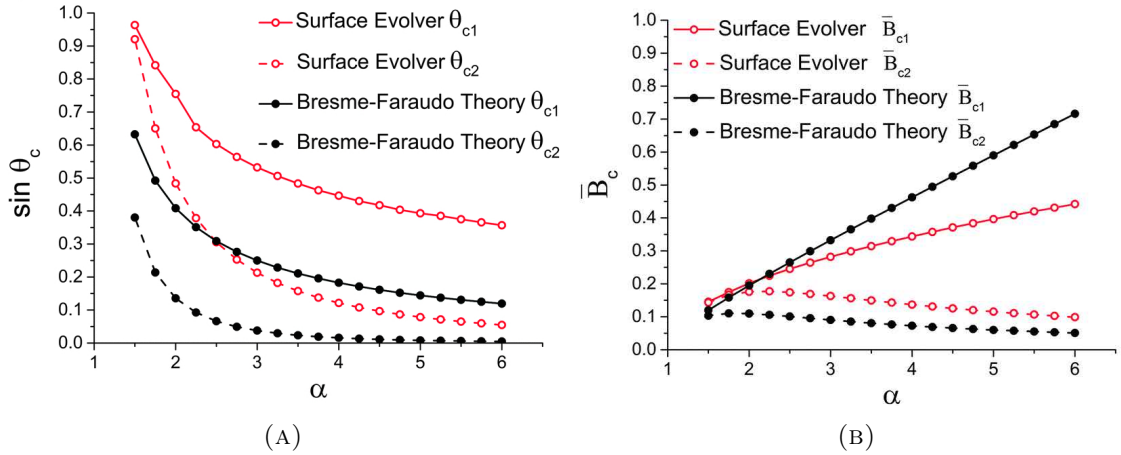 1.0
0.9
0.8
0.7
0.6
0.5
0.4
0.3
0.2
0.1
0.0
sin θc
Surface Evolver θc1
Surface Evolver θc2
Bresme-Faraudo Theory θc1
Bresme-Faraudo Theory θc2
1 2 3 4 5 6
α
(A)
1.0
0.9
0.8
0.7
0.6
0.5
0.4
0.3
0.2
0.1
0.0
B̅c
Surface Evolver B̅c1
Surface Evolver B̅c2
Bresme-Faraudo Theory B̅c1
Bresme-Faraudo Theory B̅c2
1 2 3 4 5 6
α
(B)